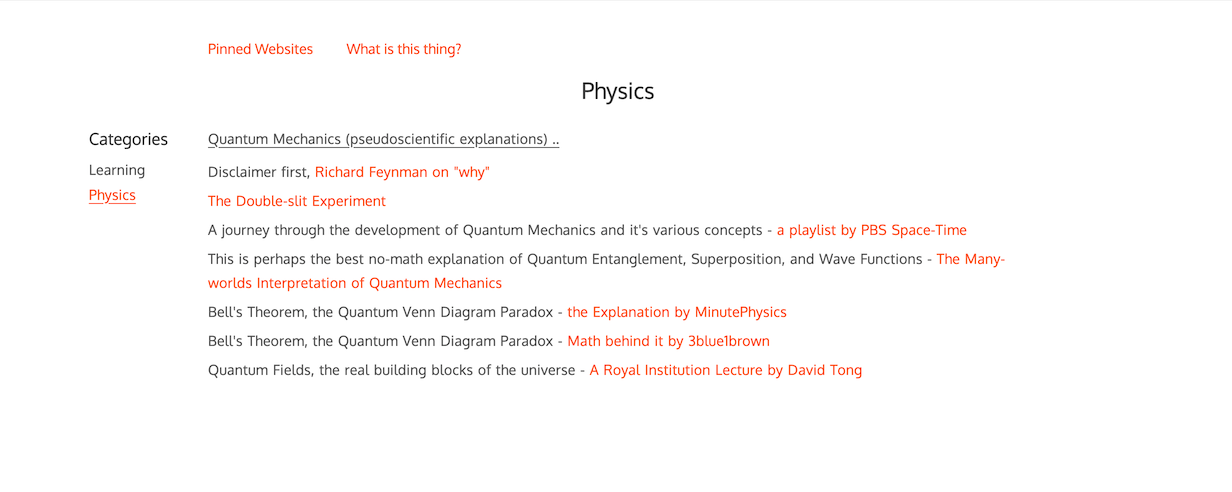 Pinned Websites What is this thing?
Physics
Categories
Learning
Physics
Quantum Mechanics (pseudoscientific explanations) ..
Disclaimer first, Richard Feynman on "why"
The Double-slit Experiment
A journey through the development of Quantum Mechanics and it's various concepts - a playlist by PBS Space-Time
This is perhaps the best no-math explanation of Quantum Entanglement, Superposition, and Wave Functions - The Many-
worlds Interpretation of Quantum Mechanics
Bell's Theorem, the Quantum Venn Diagram Paradox - the Explanation by MinutePhysics
Bell's Theorem, the Quantum Venn Diagram Paradox - Math behind it by 3blue1brown
Quantum Fields, the real building blocks of the universe - A Royal Institution Lecture by David Tong